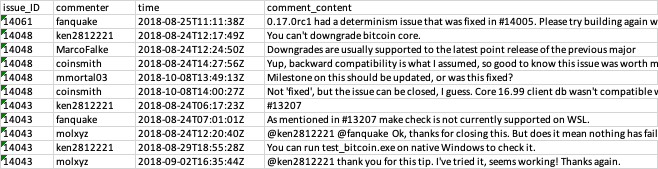 issue_ID commenter time comment_content
14061 fanquake 2018-08-25T11:11:38Z 0.17.0rc1 had a determinism issue that was fixed in #14005. Please try building again w
14048 ken2812221 2018-08-24T12:17:49Z You can't downgrade bitcoin core.
14048 MarcoFalke 2018-08-24T12:24:50Z Downgrades are usually supported to the latest point release of the previous major
14048 coinsmith 2018-08-24T14:27:56Z Yup, backward compatibility is what I assumed, so good to know this issue was worth m
14048 mmortal03 2018-10-08T13:49:13Z Milestone on this should be updated, or was this fixed?
14048 coinsmith 2018-10-08T14:00:27Z Not 'fixed', but the issue can be closed, I guess. Core 16.99 client db wasn't compatible v
14043 ken2812221 2018-08-24T06:17:23Z #13207
14043 fanquake 2018-08-24T07:01:01Z As mentioned in #13207 make check is not currently supported on WSL.
14043 molxyz 2018-08-24T12:20:40Z @ken2812221 @fanquake Ok, thanks for closing this. But does it mean nothing has fail
14043 ken2812221 2018-08-29T18:55:28Z You can run test_bitcoin.exe on native Windows to check it.
14043 molxyz 2018-09-02T16:35:44Z @ken2812221 thank you for this tip. I've tried it, seems working! Thanks again.